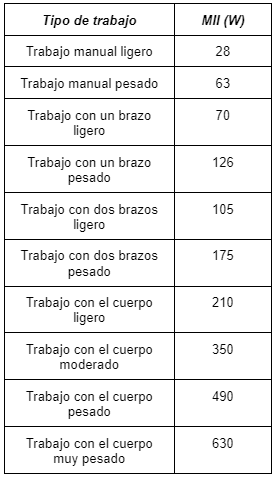 Tipo de trabajo MII (W)
Trabajo manual ligero 28
Trabajo manual pesado 63
Trabajo con un brazo
ligero 70
Trabajo con un brazo
pesado 126
Trabajo con dos brazos
ligero 105
Trabajo con dos brazos
pesado 175
Trabajo con el cuerpo
ligero 210
Trabajo con el cuerpo
moderado 350
Trabajo con el cuerpo
pesado 490
Trabajo con el cuerpo
muy pesado 630